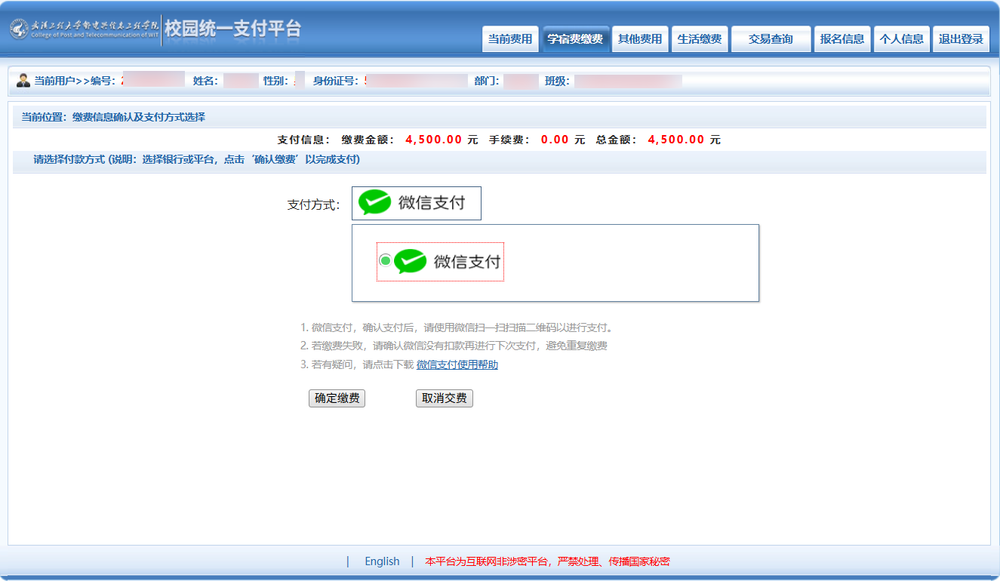 武汉工程大学邮电与信息工程学院 校园统一支付平台
College of Post and Telecommunication of WIT
当前费用 学宿费缴费 其他费用 生活缴费 交易查询 报名信息 个人信息 退出登录
当前用户>>编号: 姓名: 性别: 身份证号: 部门: 班级:
当前位置：缴费信息确认及支付方式选择
支付信息： 缴费金额： 4,500.00 元 手续费： 0.00 元 总金额： 4,500.00 元
请选择付款方式 (说明：选择银行或平台，点击‘确认缴费’以完成支付)
支付方式： 微信支付
微信支付
1. 微信支付，确认支付后，请使用微信扫一扫扫描二维码以进行支付。
2. 若缴费失败，请确认微信没有扣款再进行下次支付，避免重复缴费
3. 若有疑问，请点击下载 微信支付使用帮助
确定缴费 取消交费
| English | 本平台为互联网非涉密平台，严禁处理、传播国家秘密